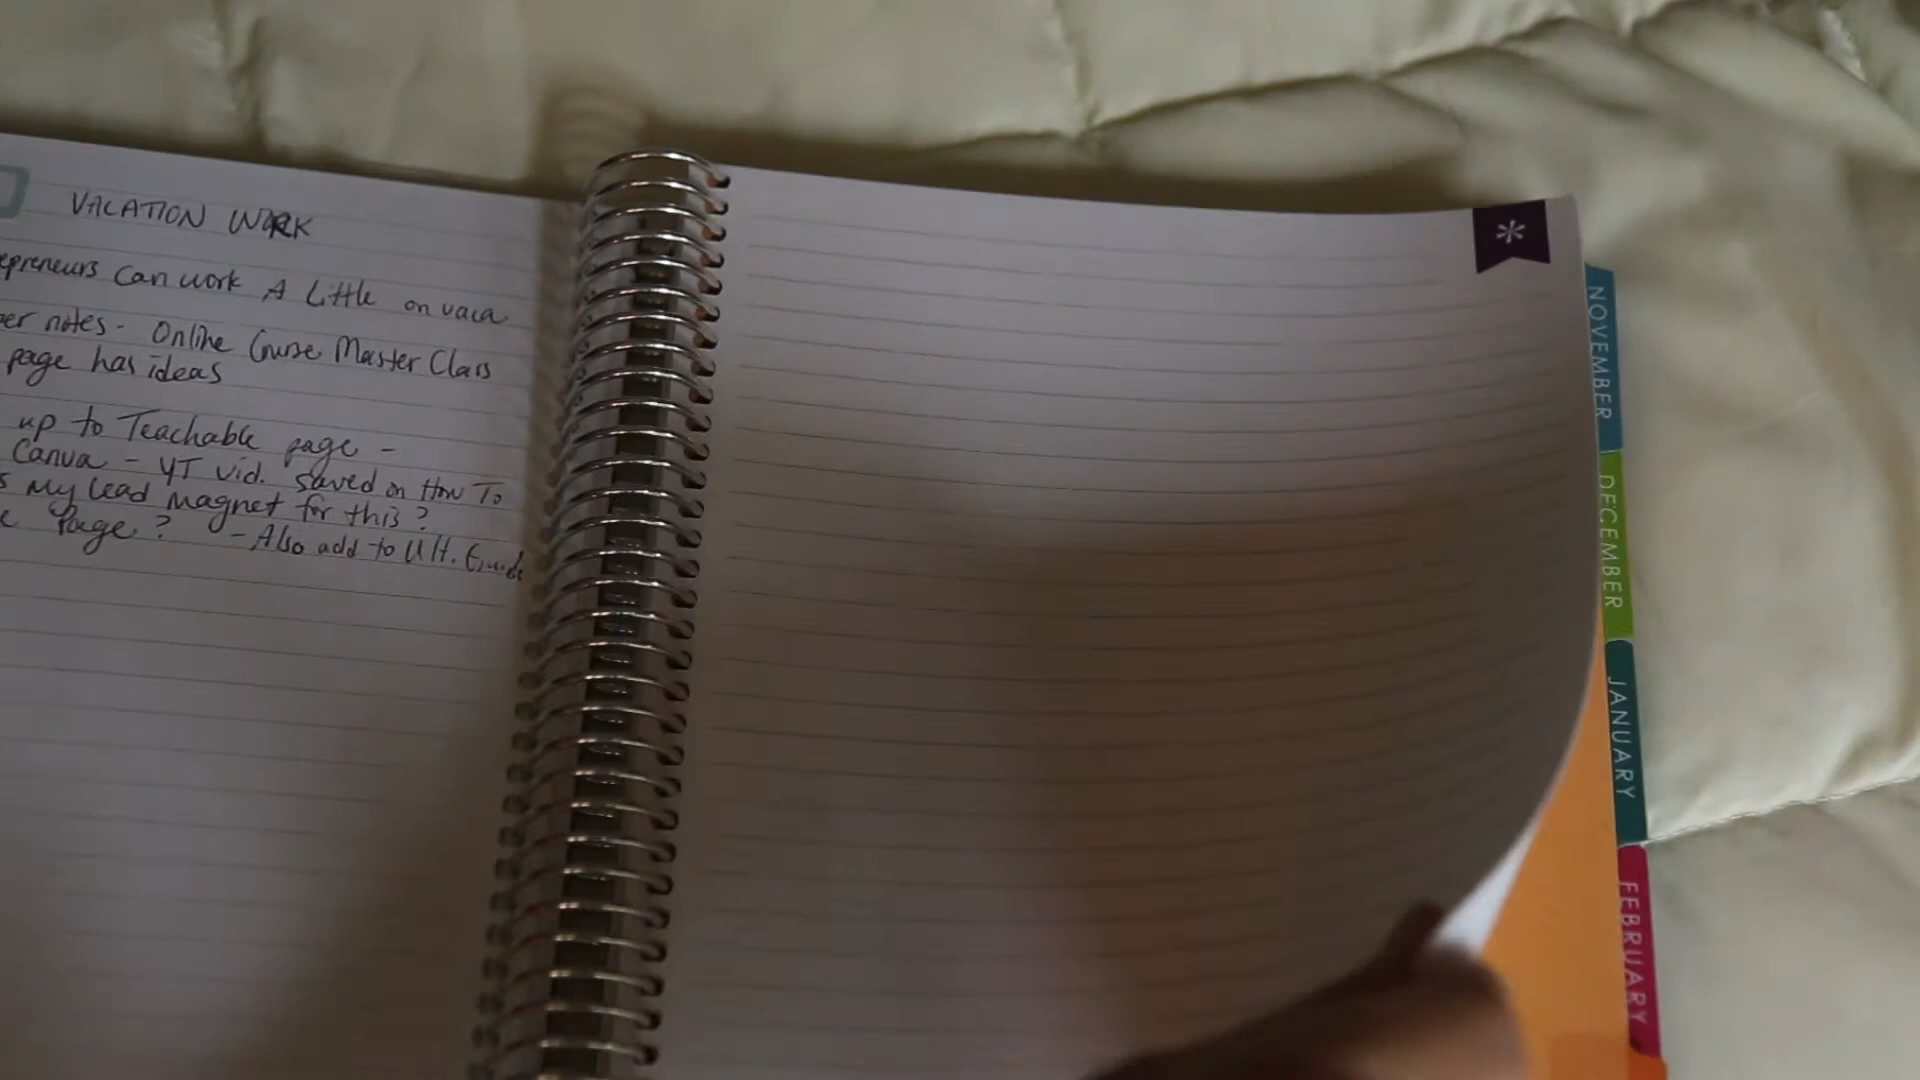 VACATION WORK
epreneurs can work A Little on vaca
er notes - Online Course Master Class
page has ideas
up to Teachable page -
Canva - YT vid. saved on How To
s My Lead Magnet for this?
Page? - Also add to Ult. Guide
*
NOVEMBER
DECEMBER
JANUARY
FEBRUARY